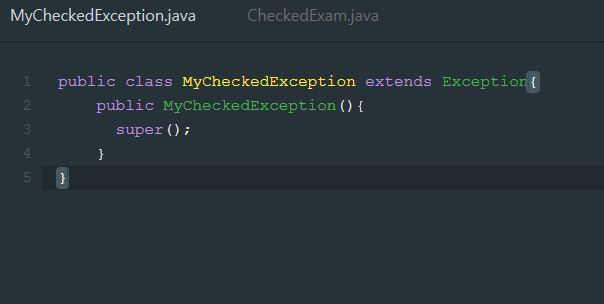 MyCheckedException.java CheckedExam.java
1 public class MyCheckedException extends Exception{
2     public MyCheckedException(){
3       super();
4     }
5 }